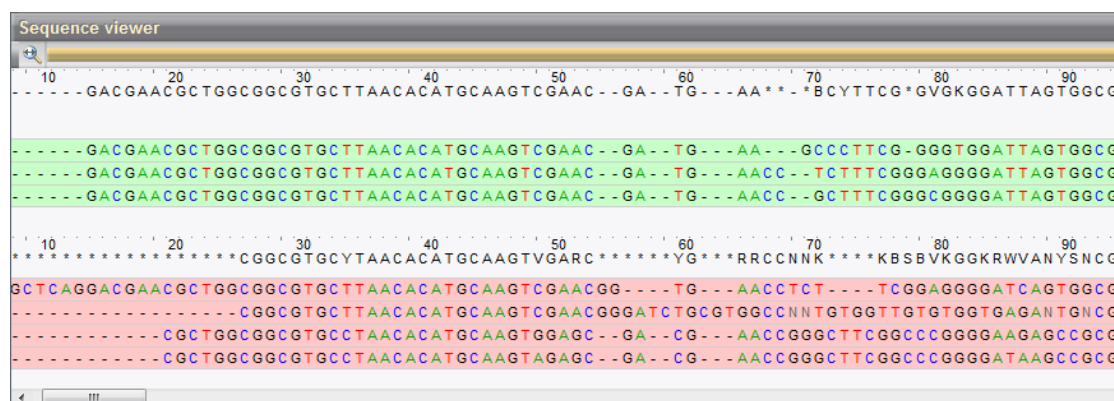 Sequence viewer
10 20 30 40 50 60 70 80 90
------GACGAACGCTGGCGGCGTGCTTAACACATGCAAGTCGAAC--GA--TG---AA**-*BCYTTCG*GVGKGGATTAGTGGCG
------GACGAACGCTGGCGGCGTGCTTAACACATGCAAGTCGAAC--GA--TG---AA---GCCCTTCG-GGGTGGATTAGTGGCG
------GACGAACGCTGGCGGCGTGCTTAACACATGCAAGTCGAAC--GA--TG---AACC--TCTTTCGGGAGGGGATTAGTGGCG
------GACGAACGCTGGCGGCGTGCTTAACACATGCAAGTCGAAC--GA--TG---AACC--GCTTTCGGGCGGGGATTAGTGGCG
10 20 30 40 50 60 70 80 90
******************CGGCGTGCYTAACACATGCAAGTVGARC******YG***RRCCNNK****KBSBVKGGKRWVANYSNCG
GCTCAGGACGAACGCTGGCGGCGTGCTTAACACATGCAAGTCGAACGG----TG---AACCTCT----TCGGAGGGGATCAGTGGCG
------------------CGGCGTGCTTAACACATGCAAGTCGAACGGGATCTGCGTGGCCNNTGTGGTTGTGTGGTGAGANTGNCG
------------CGCTGGCGGCGTGCCTAACACATGCAAGTGGAGC--GA--CG---AACCGGGCTTCGGCCCGGGGAAGAGCCGCG
------------CGCTGGCGGCGTGCCTAACACATGCAAGTAGAGC--GA--CG---AACCGGGCTTCGGCCCGGGGATAAGCCGCG